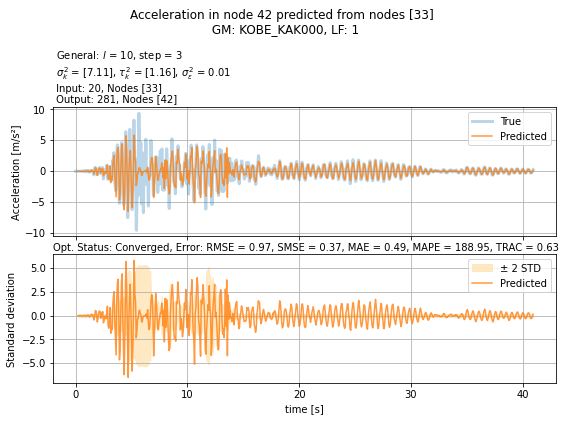 Acceleration in node 42 predicted from nodes [33]
GM: KOBE_KAK000, LF: 1
General: l = 10, step = 3
σ_k^2 = [7.11], τ_k^2 = [1.16], σ_ε^2 = 0.01
Input: 20, Nodes [33]
Output: 281, Nodes [42]
10
5
0
−5
−10
Acceleration [m/s²]
True
Predicted
Opt. Status: Converged, Error: RMSE = 0.97, SMSE = 0.37, MAE = 0.49, MAPE = 188.95, TRAC = 0.63
5.0
2.5
0.0
−2.5
−5.0
Standard deviation
± 2 STD
Predicted
0 10 20 30 40
time [s]